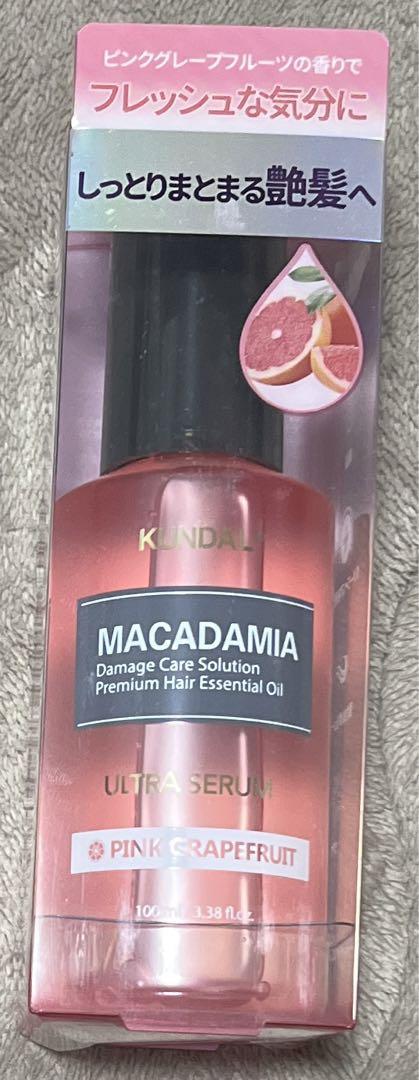 ピンクグレープフルーツの香りで
フレッシュな気分に
しっとりまとまる艶髪へ
KUNDAL
MACADAMIA
Damage Care Solution
Premium Hair Essential Oil
ULTRA SERUM
PINK GRAPEFRUIT
100 ml 3.38 fl.oz